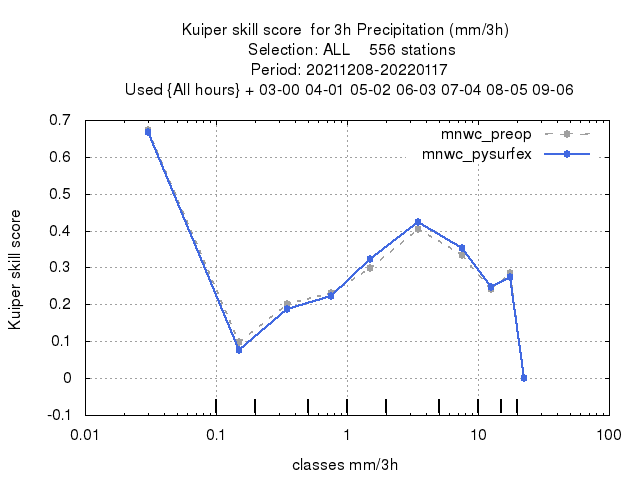 Kuiper skill score  for 3h Precipitation (mm/3h)
Selection: ALL    556 stations
Period: 20211208-20220117
Used {All hours} + 03-00 04-01 05-02 06-03 07-04 08-05 09-06
mnwc_preop
mnwc_pysurfex
Kuiper skill score
0.7
0.6
0.5
0.4
0.3
0.2
0.1
0
-0.1
0.01 0.1 1 10 100
classes mm/3h